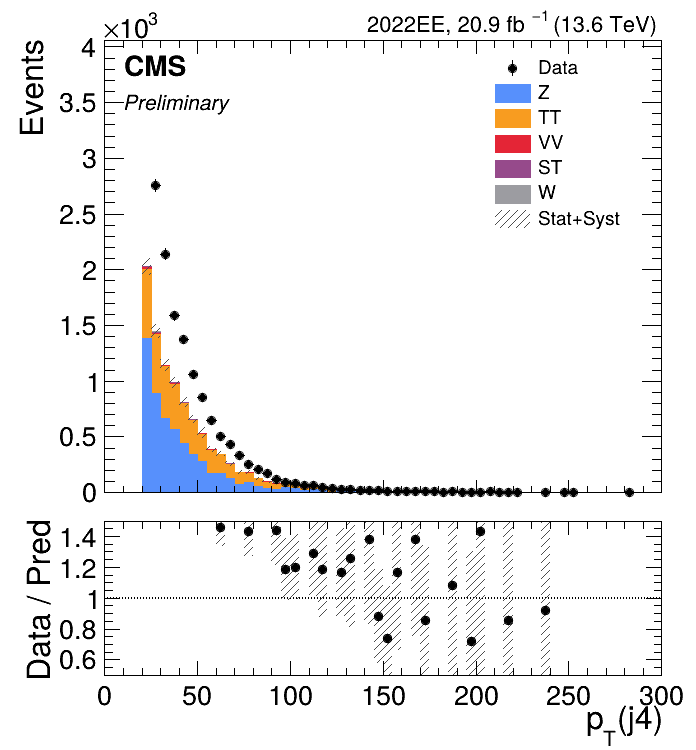 ×10³
2022EE, 20.9 fb⁻¹ (13.6 TeV)
Events
CMS
Preliminary
Data
Z
TT
VV
ST
W
Stat+Syst
4
3.5
3
2.5
2
1.5
1
0.5
0
Data / Pred
1.4
1.2
1
0.8
0.6
0 50 100 150 200 250 300
p_T(j4)